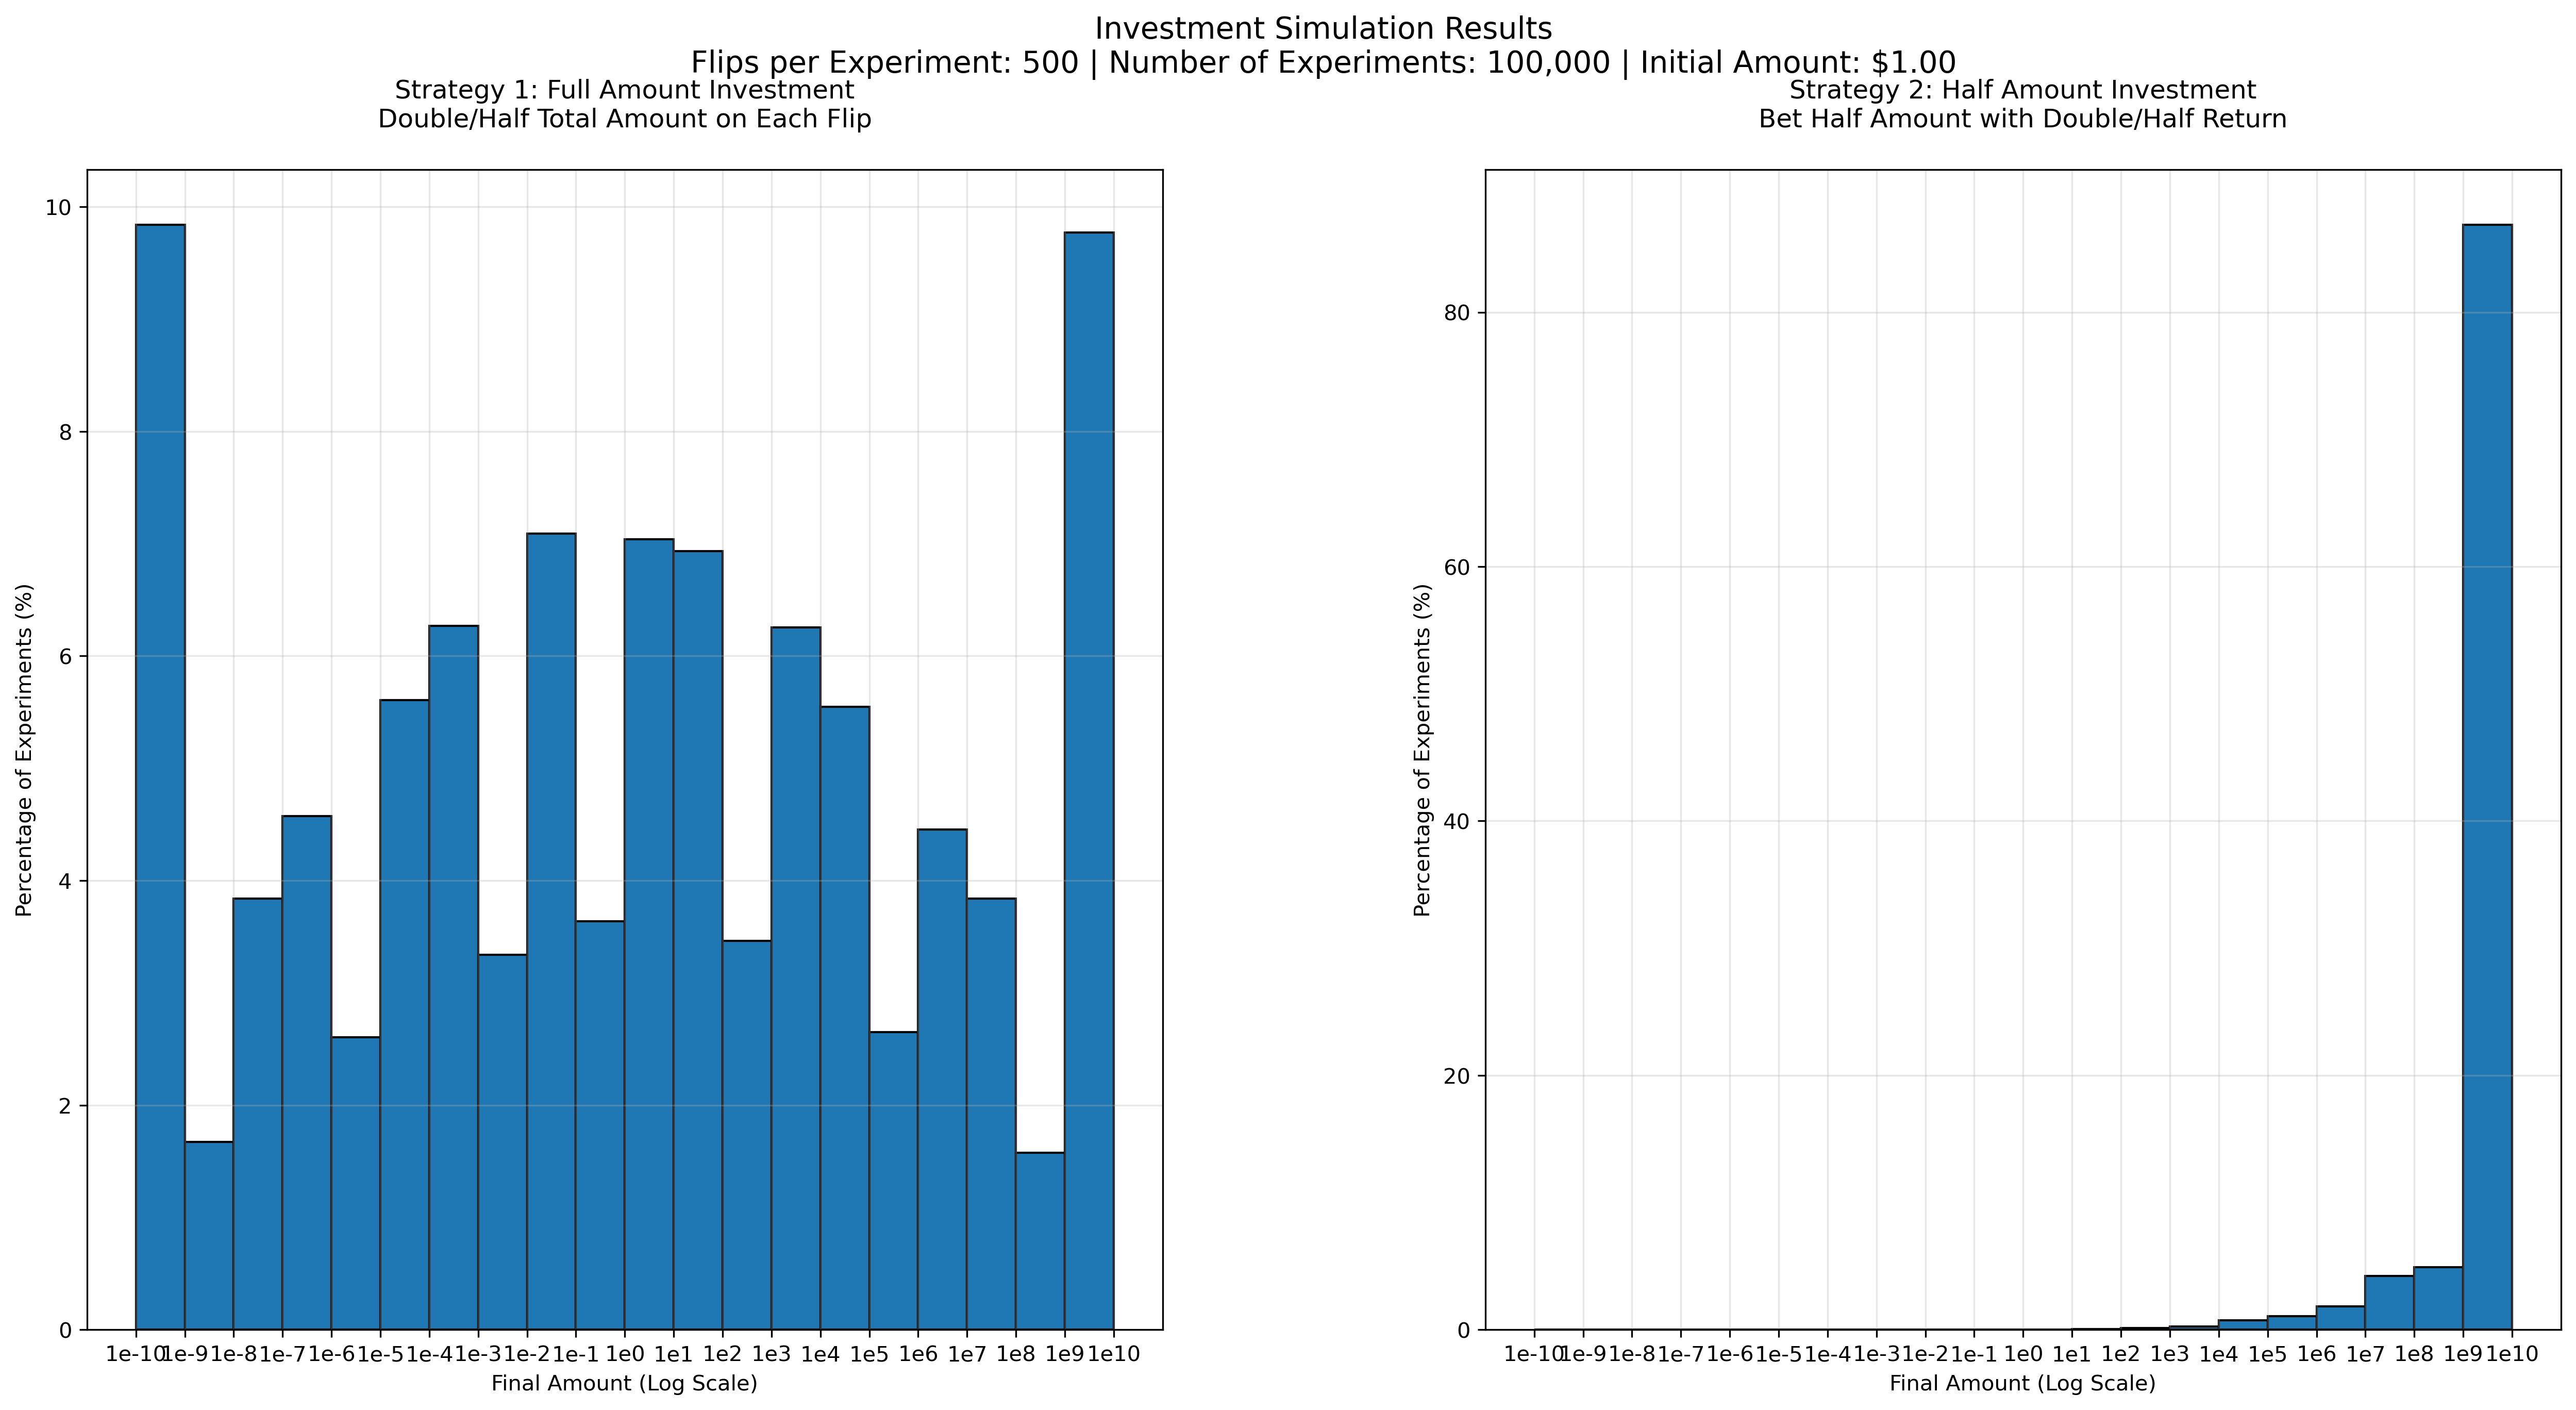 Investment Simulation Results
Flips per Experiment: 500 | Number of Experiments: 100,000 | Initial Amount: $1.00
Strategy 1: Full Amount Investment
Double/Half Total Amount on Each Flip
10
8
6
4
2
0
Percentage of Experiments (%)
1e-10 1e-9 1e-8 1e-7 1e-6 1e-5 1e-4 1e-3 1e-2 1e-1 1e0 1e1 1e2 1e3 1e4 1e5 1e6 1e7 1e8 1e9 1e10
Final Amount (Log Scale)
Strategy 2: Half Amount Investment
Bet Half Amount with Double/Half Return
80
60
40
20
0
Percentage of Experiments (%)
1e-10 1e-9 1e-8 1e-7 1e-6 1e-5 1e-4 1e-3 1e-2 1e-1 1e0 1e1 1e2 1e3 1e4 1e5 1e6 1e7 1e8 1e9 1e10
Final Amount (Log Scale)